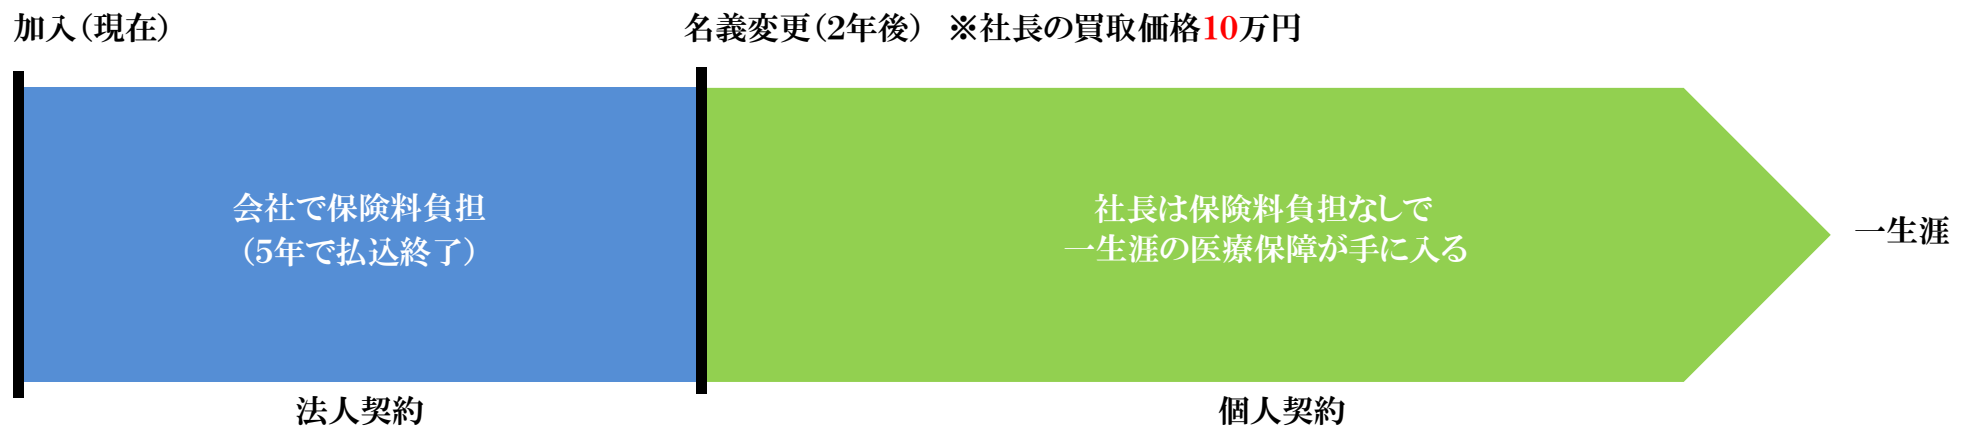 加入（現在）
名義変更（2年後） ※社長の買取価格10万円
会社で保険料負担
（5年で払込終了）
社長は保険料負担なしで
一生涯の医療保障が手に入る
一生涯
法人契約
個人契約